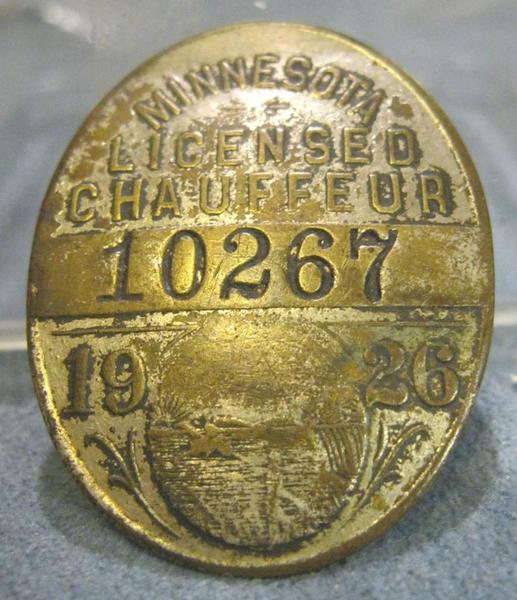 MINNESOTA
LICENSED
CHAUFFEUR
10267
19 26